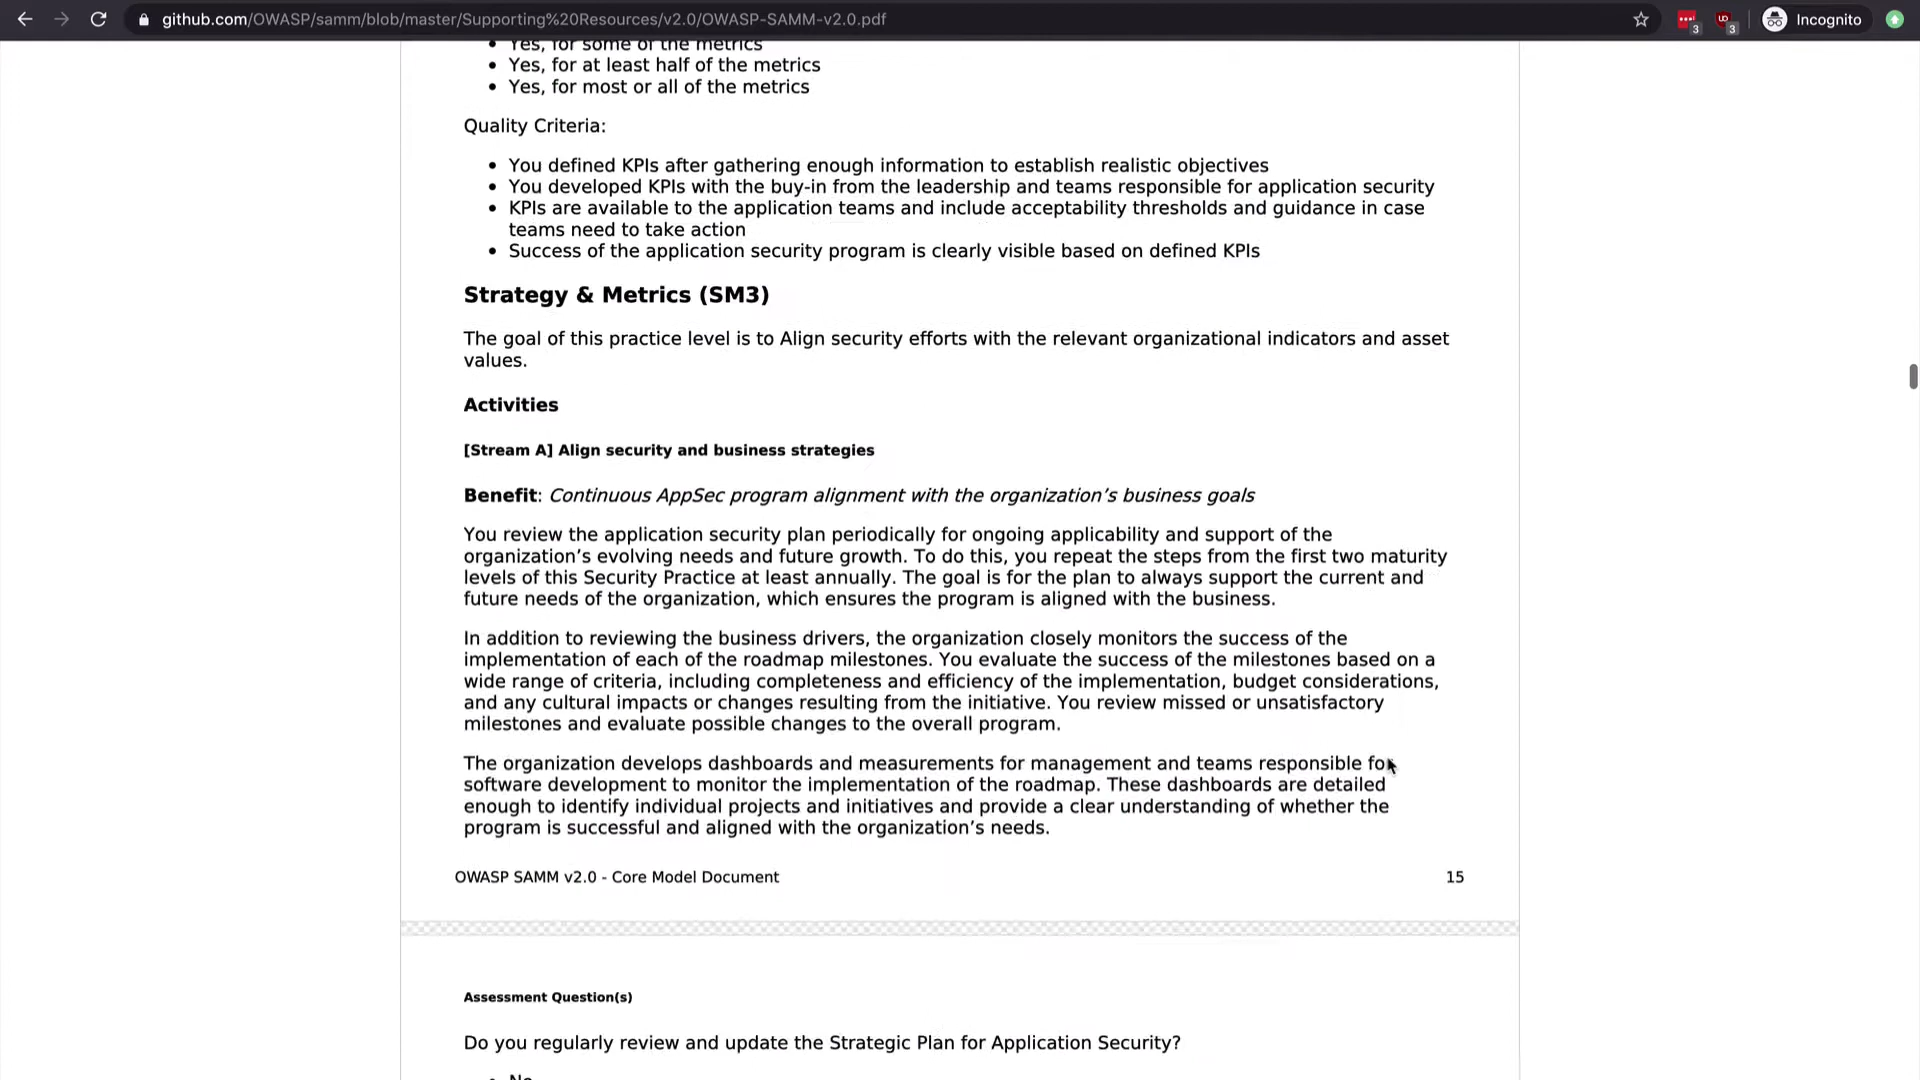 github.com/OWASP/samm/blob/master/Supporting%20Resources/v2.0/OWASP-SAMM-v2.0.pdf
3
3
Incognito
Yes, for some of the metrics
Yes, for at least half of the metrics
Yes, for most or all of the metrics
Quality Criteria:
You defined KPIs after gathering enough information to establish realistic objectives
You developed KPIs with the buy-in from the leadership and teams responsible for application security
KPIs are available to the application teams and include acceptability thresholds and guidance in case
teams need to take action
Success of the application security program is clearly visible based on defined KPIs
Strategy & Metrics (SM3)
The goal of this practice level is to Align security efforts with the relevant organizational indicators and asset
values.
Activities
[Stream A] Align security and business strategies
Benefit: Continuous AppSec program alignment with the organization’s business goals
You review the application security plan periodically for ongoing applicability and support of the
organization’s evolving needs and future growth. To do this, you repeat the steps from the first two maturity
levels of this Security Practice at least annually. The goal is for the plan to always support the current and
future needs of the organization, which ensures the program is aligned with the business.
In addition to reviewing the business drivers, the organization closely monitors the success of the
implementation of each of the roadmap milestones. You evaluate the success of the milestones based on a
wide range of criteria, including completeness and efficiency of the implementation, budget considerations,
and any cultural impacts or changes resulting from the initiative. You review missed or unsatisfactory
milestones and evaluate possible changes to the overall program.
The organization develops dashboards and measurements for management and teams responsible for
software development to monitor the implementation of the roadmap. These dashboards are detailed
enough to identify individual projects and initiatives and provide a clear understanding of whether the
program is successful and aligned with the organization’s needs.
OWASP SAMM v2.0 - Core Model Document 15
Assessment Question(s)
Do you regularly review and update the Strategic Plan for Application Security?
No